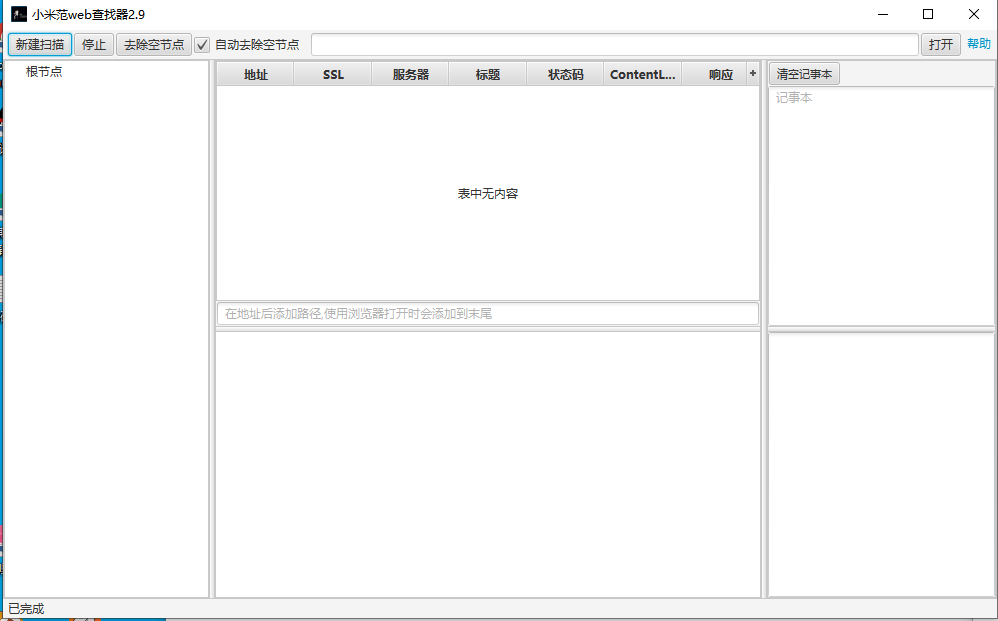 小米范web查找器2.9
新建扫描 停止 去除空节点 自动去除空节点 打开 帮助
根节点
地址 SSL 服务器 标题 状态码 ContentL... 响应 +
清空记事本
记事本
表中无内容
在地址后添加路径,使用浏览器打开时会添加到末尾
已完成